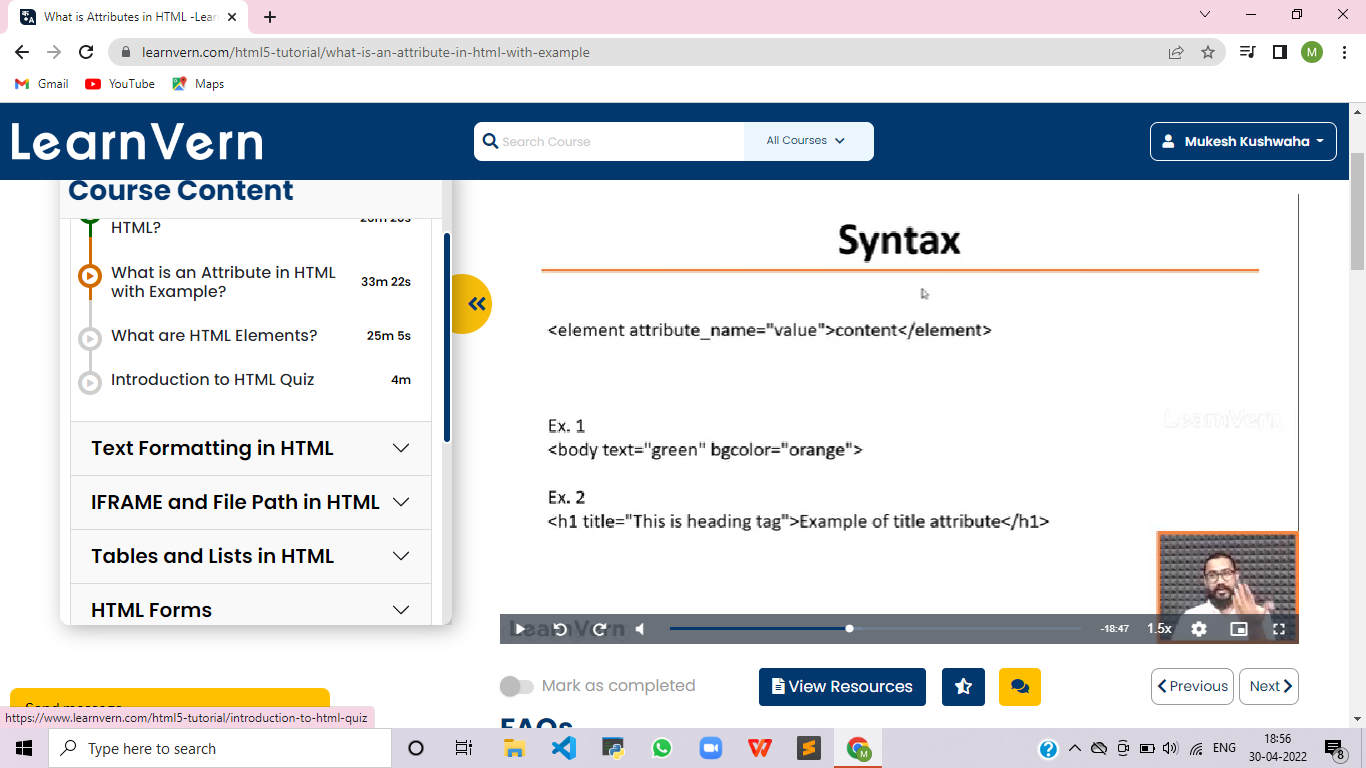 What is Attributes in HTML -Lear
learnvern.com/html5-tutorial/what-is-an-attribute-in-html-with-example
M
Gmail
YouTube
Maps
LearnVern
Search Course
All Courses
Mukesh Kushwaha
Course Content
HTML?
What is an Attribute in HTML
with Example?
33m 22s
What are HTML Elements?
25m 5s
Introduction to HTML Quiz
4m
Text Formatting in HTML
IFRAME and File Path in HTML
Tables and Lists in HTML
HTML Forms
Syntax
<element attribute_name="value">content</element>
LearnVern
Ex. 1
<body text="green" bgcolor="orange">
Ex. 2
<h1 title="This is heading tag">Example of title attribute</h1>
LearnVern
-18:47
1.5x
Mark as completed
View Resources
Previous
Next
FAQs
Send message
https://www.learnvern.com/html5-tutorial/introduction-to-html-quiz
Type here to search
M
ENG
18:56
30-04-2022
8